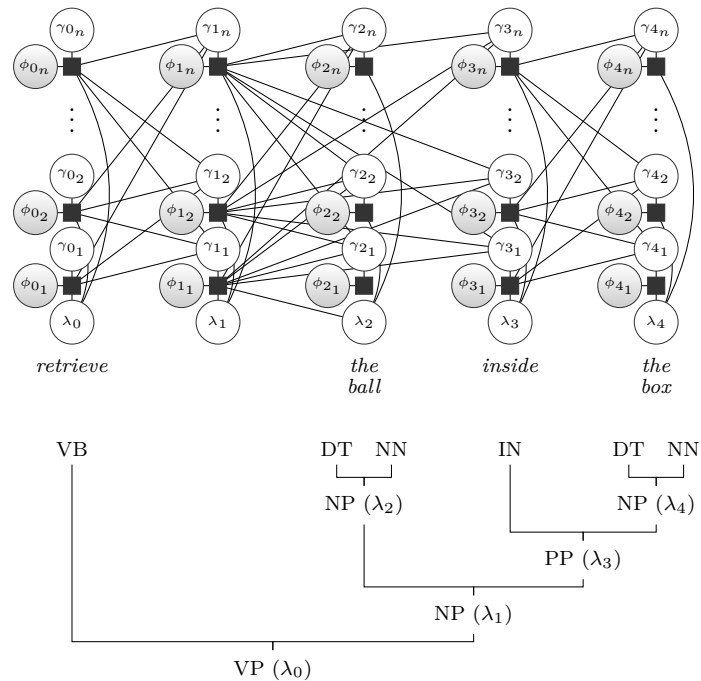 γ0n γ1n γ2n γ3n γ4n
ϕ0n ϕ1n ϕ2n ϕ3n ϕ4n
⋮ ⋮ ⋮ ⋮ ⋮
γ02 γ12 γ22 γ32 γ42
ϕ02 ϕ12 ϕ22 ϕ32 ϕ42
γ01 γ11 γ21 γ31 γ41
ϕ01 ϕ11 ϕ21 ϕ31 ϕ41
λ0 λ1 λ2 λ3 λ4
retrieve the inside the
ball box
VB DT NN IN DT NN
NP (λ2) NP (λ4)
PP (λ3)
NP (λ1)
VP (λ0)